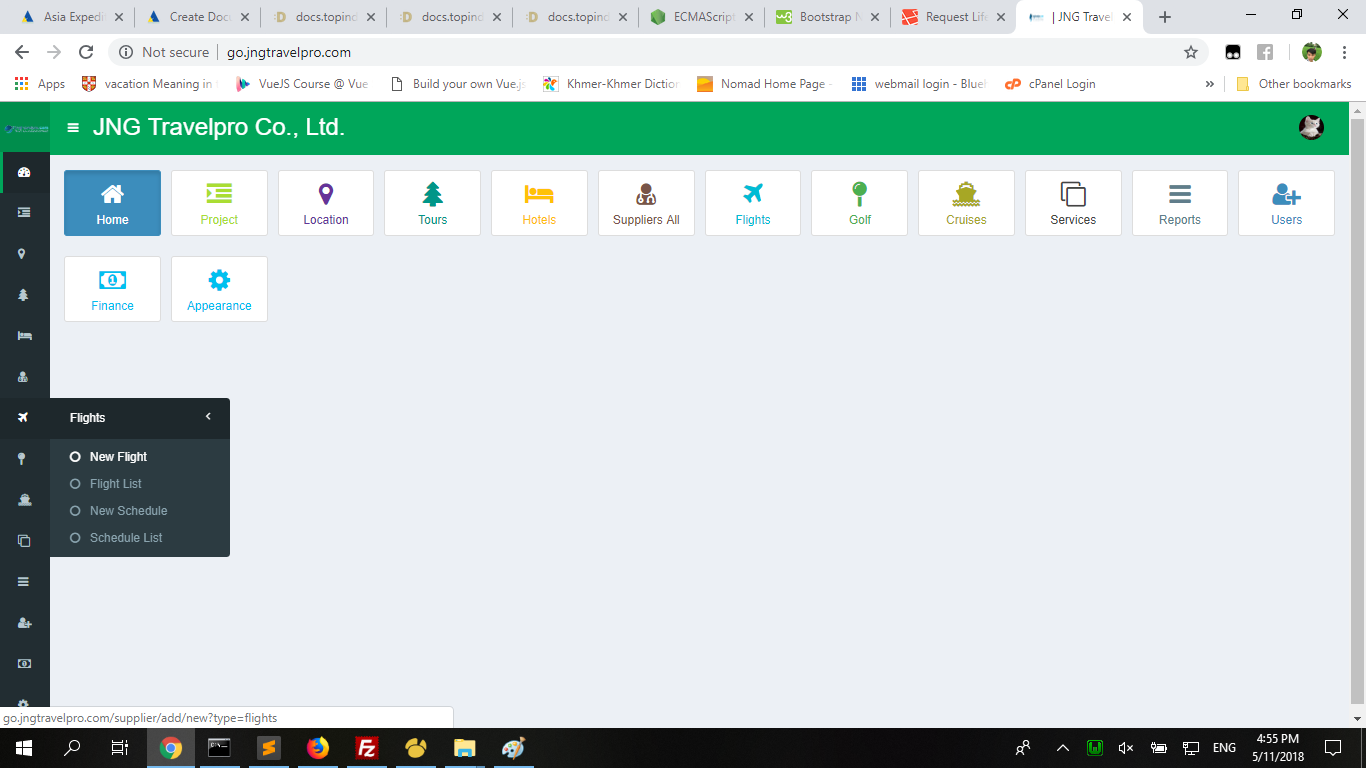 Asia Expedi
Create Docu
docs.topind
docs.topind
docs.topind
ECMAScript
Bootstrap N
Request Life
| JNG Travel
Not secure
go.jngtravelpro.com
Apps
vacation Meaning in
VueJS Course @ Vue
Build your own Vue.js
Khmer-Khmer Diction
Nomad Home Page -
webmail login - Blueh
cPanel Login
» Other bookmarks
JNG Travelpro Co., Ltd.
Home
Project
Location
Tours
Hotels
Suppliers All
Flights
Golf
Cruises
Services
Reports
Users
Finance
Appearance
Flights
New Flight
Flight List
New Schedule
Schedule List
go.jngtravelpro.com/supplier/add/new?type=flights
ENG
4:55 PM
5/11/2018